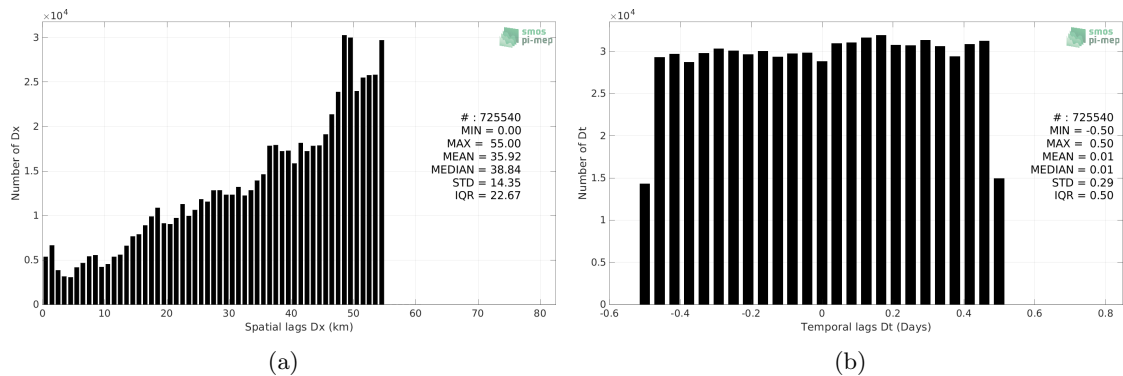 ×10⁴
3
2.5
2
1.5
1
0.5
0
0 10 20 30 40 50 60 70 80
Number of Dx
Spatial lags Dx (km)
smos
pi-mep
# : 725540
MIN = 0.00
MAX = 55.00
MEAN = 35.92
MEDIAN = 38.84
STD = 14.35
IQR = 22.67
(a)
×10⁴
3
2.5
2
1.5
1
0.5
0
-0.6 -0.4 -0.2 0 0.2 0.4 0.6 0.8
Number of Dt
Temporal lags Dt (Days)
smos
pi-mep
# : 725540
MIN = -0.50
MAX = 0.50
MEAN = 0.01
MEDIAN = 0.01
STD = 0.29
IQR = 0.50
(b)